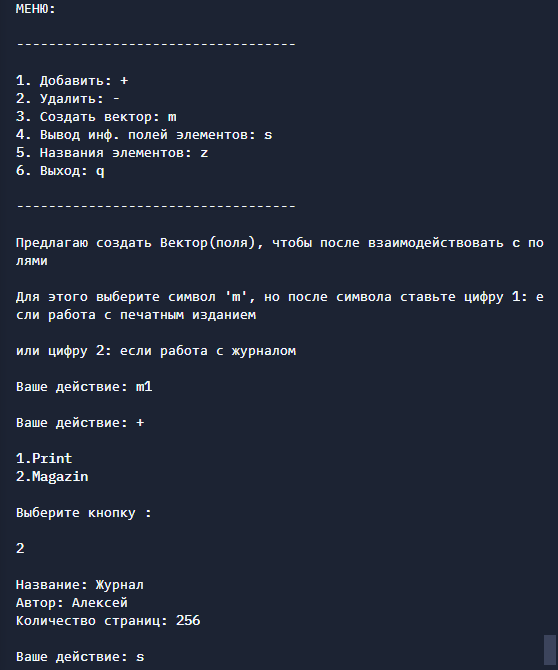 МЕНЮ:
-----------------------------------
1. Добавить: +
2. Удалить: -
3. Создать вектор: m
4. Вывод инф. полей элементов: s
5. Названия элементов: z
6. Выход: q
-----------------------------------
Предлагаю создать Вектор(поля), чтобы после взаимодействовать с по
лями
Для этого выберите символ 'm', но после символа ставьте цифру 1: е
сли работа с печатным изданием
или цифру 2: если работа с журналом
Ваше действие: m1
Ваше действие: +
1.Print
2.Magazin
Выберите кнопку :
2
Название: Журнал
Автор: Алексей
Количество страниц: 256
Ваше действие: s